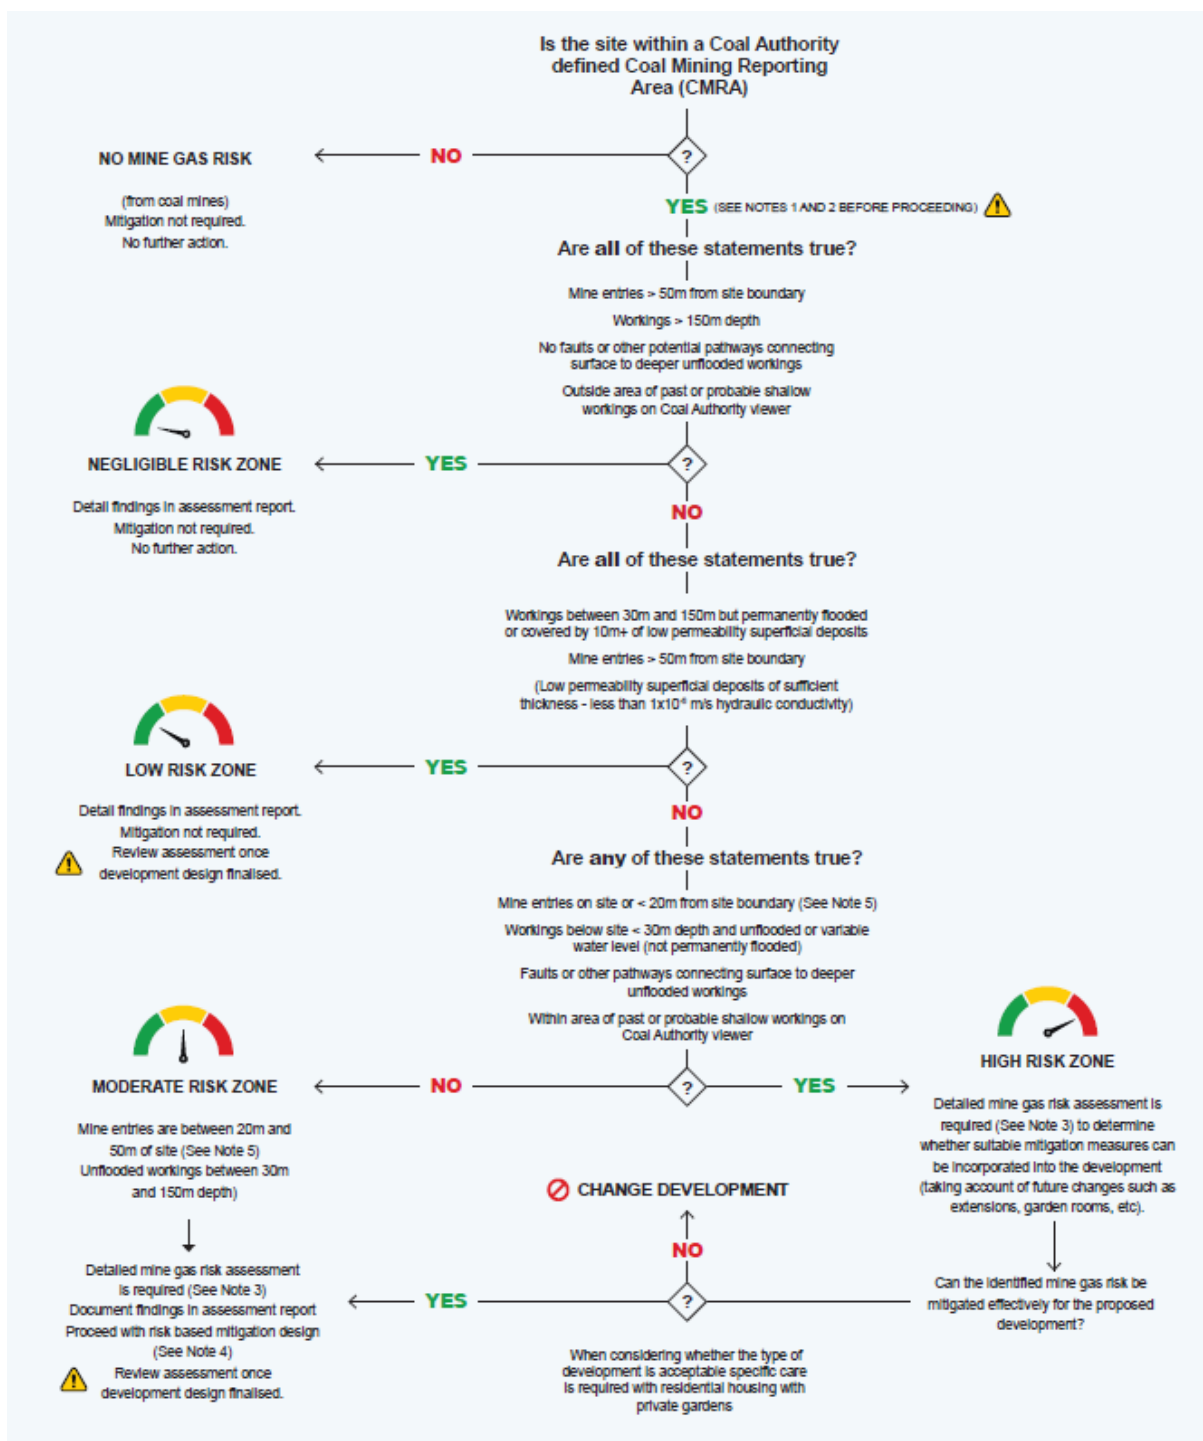 Is the site within a Coal Authority
defined Coal Mining Reporting
Area (CMRA)
?
NO
NO MINE GAS RISK
(from coal mines)
Mitigation not required.
No further action.
YES (SEE NOTES 1 AND 2 BEFORE PROCEEDING)
Are all of these statements true?
Mine entries > 50m from site boundary
Workings > 150m depth
No faults or other potential pathways connecting
surface to deeper unflooded workings
Outside area of past or probable shallow
workings on Coal Authority viewer
?
YES
NEGLIGIBLE RISK ZONE
Detail findings in assessment report.
Mitigation not required.
No further action.
NO
Are all of these statements true?
Workings between 30m and 150m but permanently flooded
or covered by 10m+ of low permeability superficial deposits
Mine entries > 50m from site boundary
(Low permeability superficial deposits of sufficient
thickness - less than 1x10⁻⁶ m/s hydraulic conductivity)
?
YES
LOW RISK ZONE
Detail findings in assessment report.
Mitigation not required.
Review assessment once
development design finalised.
NO
Are any of these statements true?
Mine entries on site or < 20m from site boundary (See Note 5)
Workings below site < 30m depth and unflooded or variable
water level (not permanently flooded)
Faults or other pathways connecting surface to deeper
unflooded workings
Within area of past or probable shallow workings on
Coal Authority viewer
?
NO
MODERATE RISK ZONE
Mine entries are between 20m and
50m of site (See Note 5)
Unflooded workings between 30m
and 150m depth)
Detailed mine gas risk assessment
is required (See Note 3)
Document findings in assessment report
Proceed with risk based mitigation design
(See Note 4)
Review assessment once
development design finalised.
YES
HIGH RISK ZONE
Detailed mine gas risk assessment is
required (See Note 3) to determine
whether suitable mitigation measures can
be incorporated into the development
(taking account of future changes such as
extensions, garden rooms, etc).
Can the identified mine gas risk be
mitigated effectively for the proposed
development?
CHANGE DEVELOPMENT
NO
?
YES
When considering whether the type of
development is acceptable specific care
is required with residential housing with
private gardens